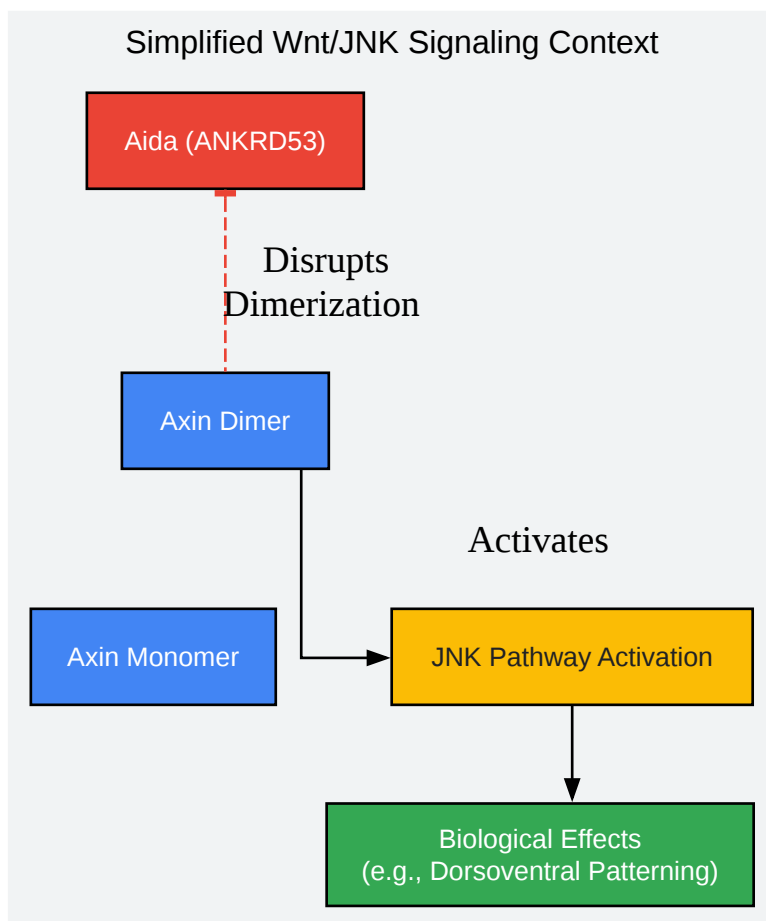 Simplified Wnt/JNK Signaling Context
Aida (ANKRD53)
Disrupts
Dimerization
Axin Dimer
Activates
Axin Monomer
JNK Pathway Activation
Biological Effects
(e.g., Dorsoventral Patterning)